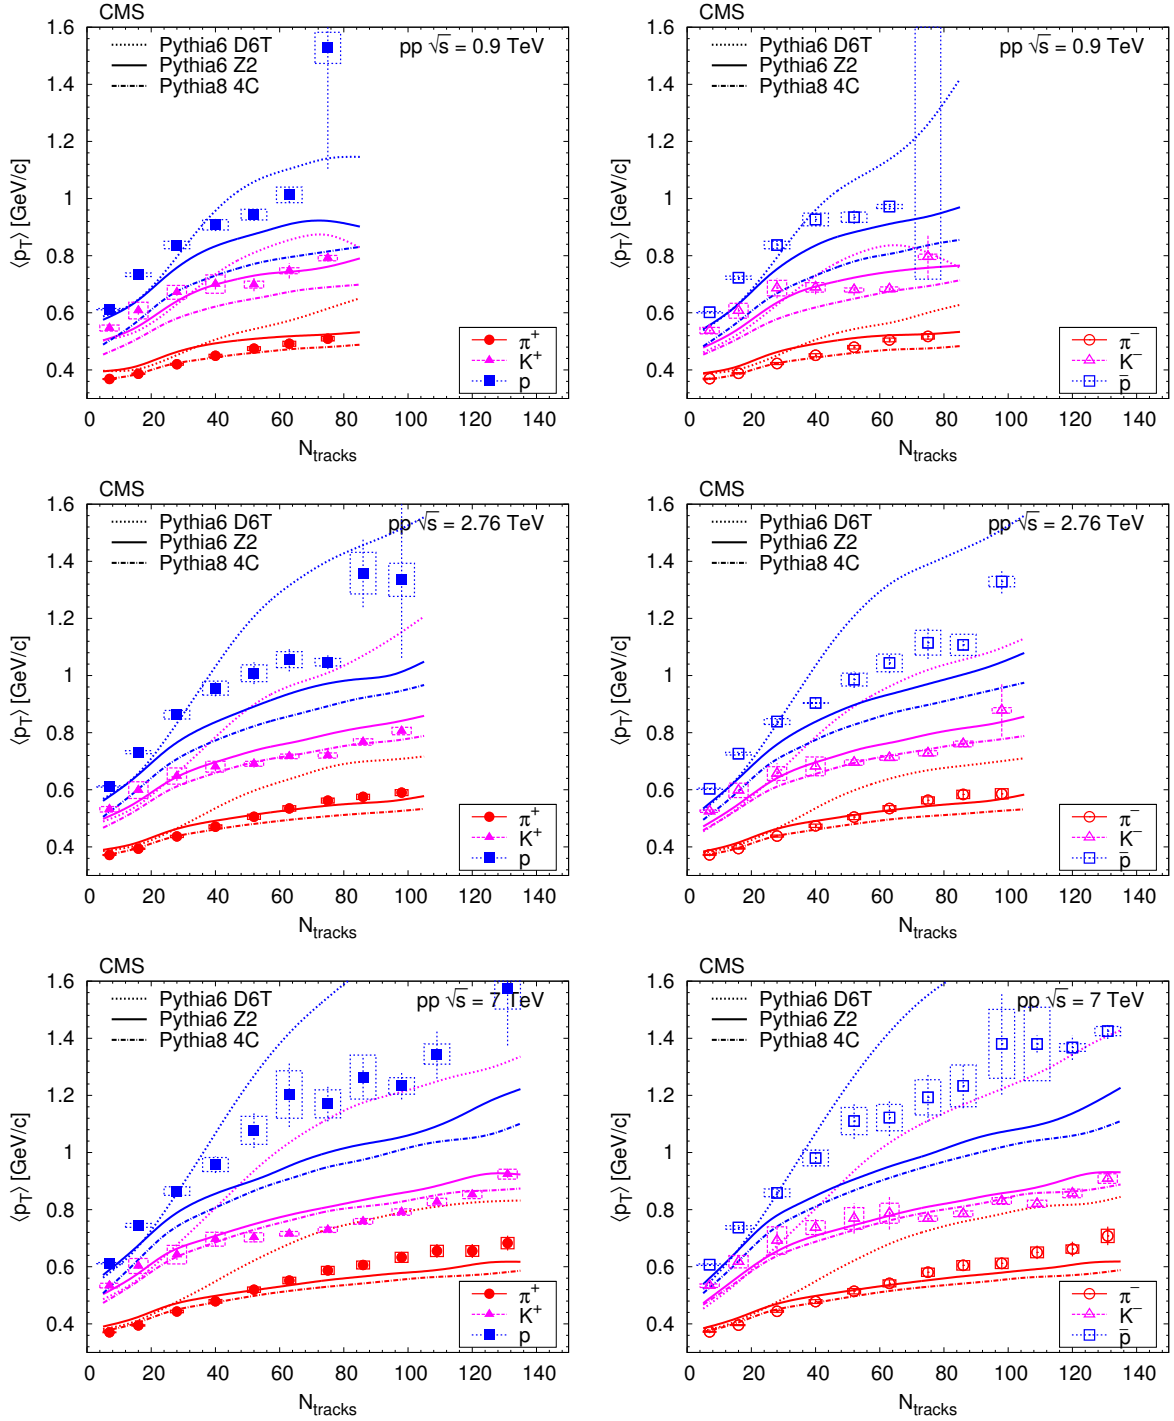 CMS
1.6
1.4
1.2
1
0.8
0.6
0.4
Pythia6 D6T
Pythia6 Z2
Pythia8 4C
pp √s = 0.9 TeV
⟨pT⟩ [GeV/c]
π+
K+
p
0 20 40 60 80 100 120 140
Ntracks
CMS
1.6
1.4
1.2
1
0.8
0.6
0.4
Pythia6 D6T
Pythia6 Z2
Pythia8 4C
pp √s = 0.9 TeV
⟨pT⟩ [GeV/c]
π−
K−
p̅
0 20 40 60 80 100 120 140
Ntracks
CMS
1.6
1.4
1.2
1
0.8
0.6
0.4
Pythia6 D6T
Pythia6 Z2
Pythia8 4C
pp √s = 2.76 TeV
⟨pT⟩ [GeV/c]
π+
K+
p
0 20 40 60 80 100 120 140
Ntracks
CMS
1.6
1.4
1.2
1
0.8
0.6
0.4
Pythia6 D6T
Pythia6 Z2
Pythia8 4C
pp √s = 2.76 TeV
⟨pT⟩ [GeV/c]
π−
K−
p̅
0 20 40 60 80 100 120 140
Ntracks
CMS
1.6
1.4
1.2
1
0.8
0.6
0.4
Pythia6 D6T
Pythia6 Z2
Pythia8 4C
pp √s = 7 TeV
⟨pT⟩ [GeV/c]
π+
K+
p
0 20 40 60 80 100 120 140
Ntracks
CMS
1.6
1.4
1.2
1
0.8
0.6
0.4
Pythia6 D6T
Pythia6 Z2
Pythia8 4C
pp √s = 7 TeV
⟨pT⟩ [GeV/c]
π−
K−
p̅
0 20 40 60 80 100 120 140
Ntracks